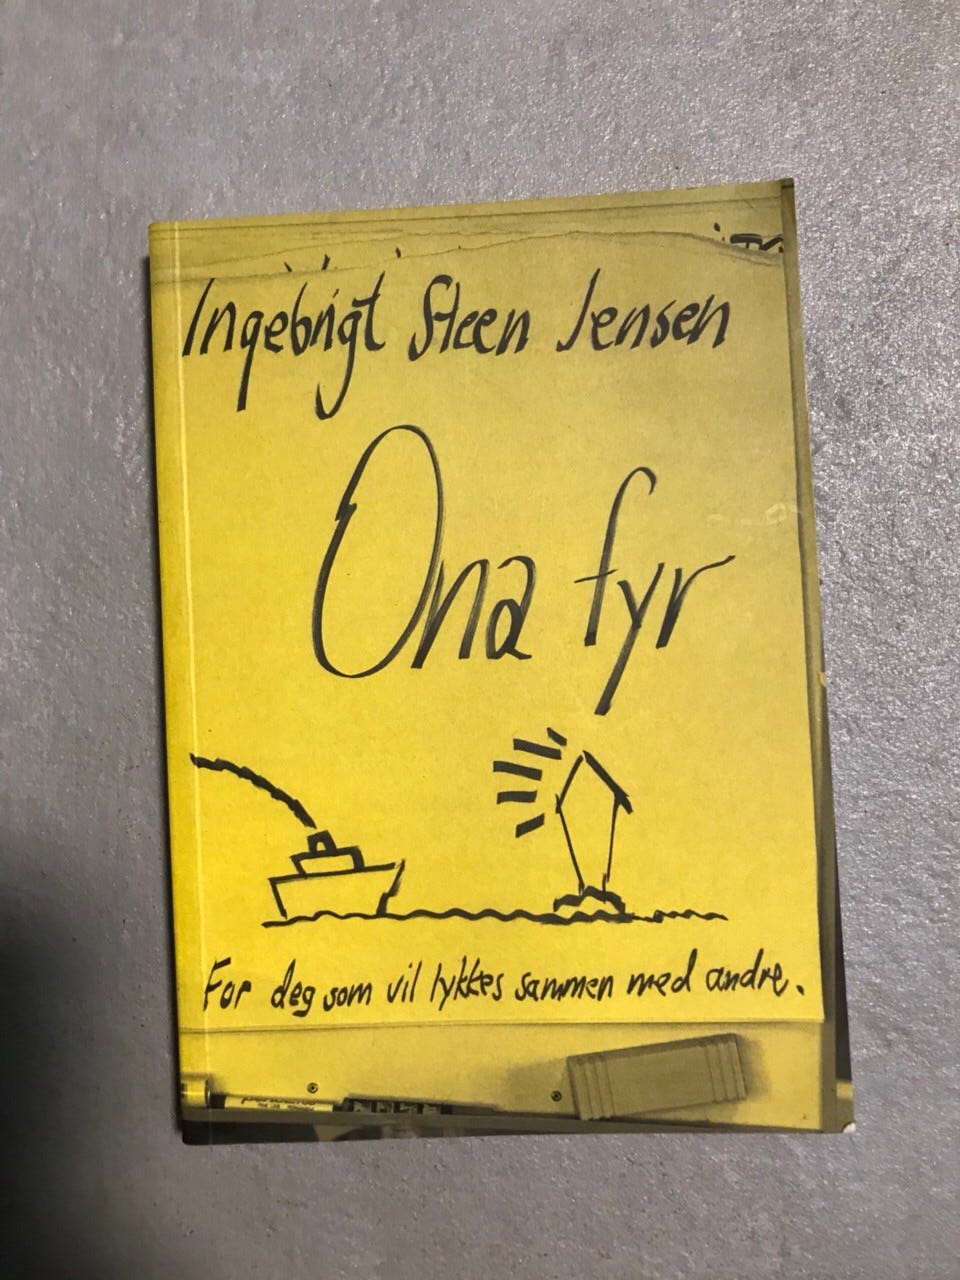 Ingebrigt Steen Jensen
Ona fyr
For deg som vil lykkes sammen med andre.